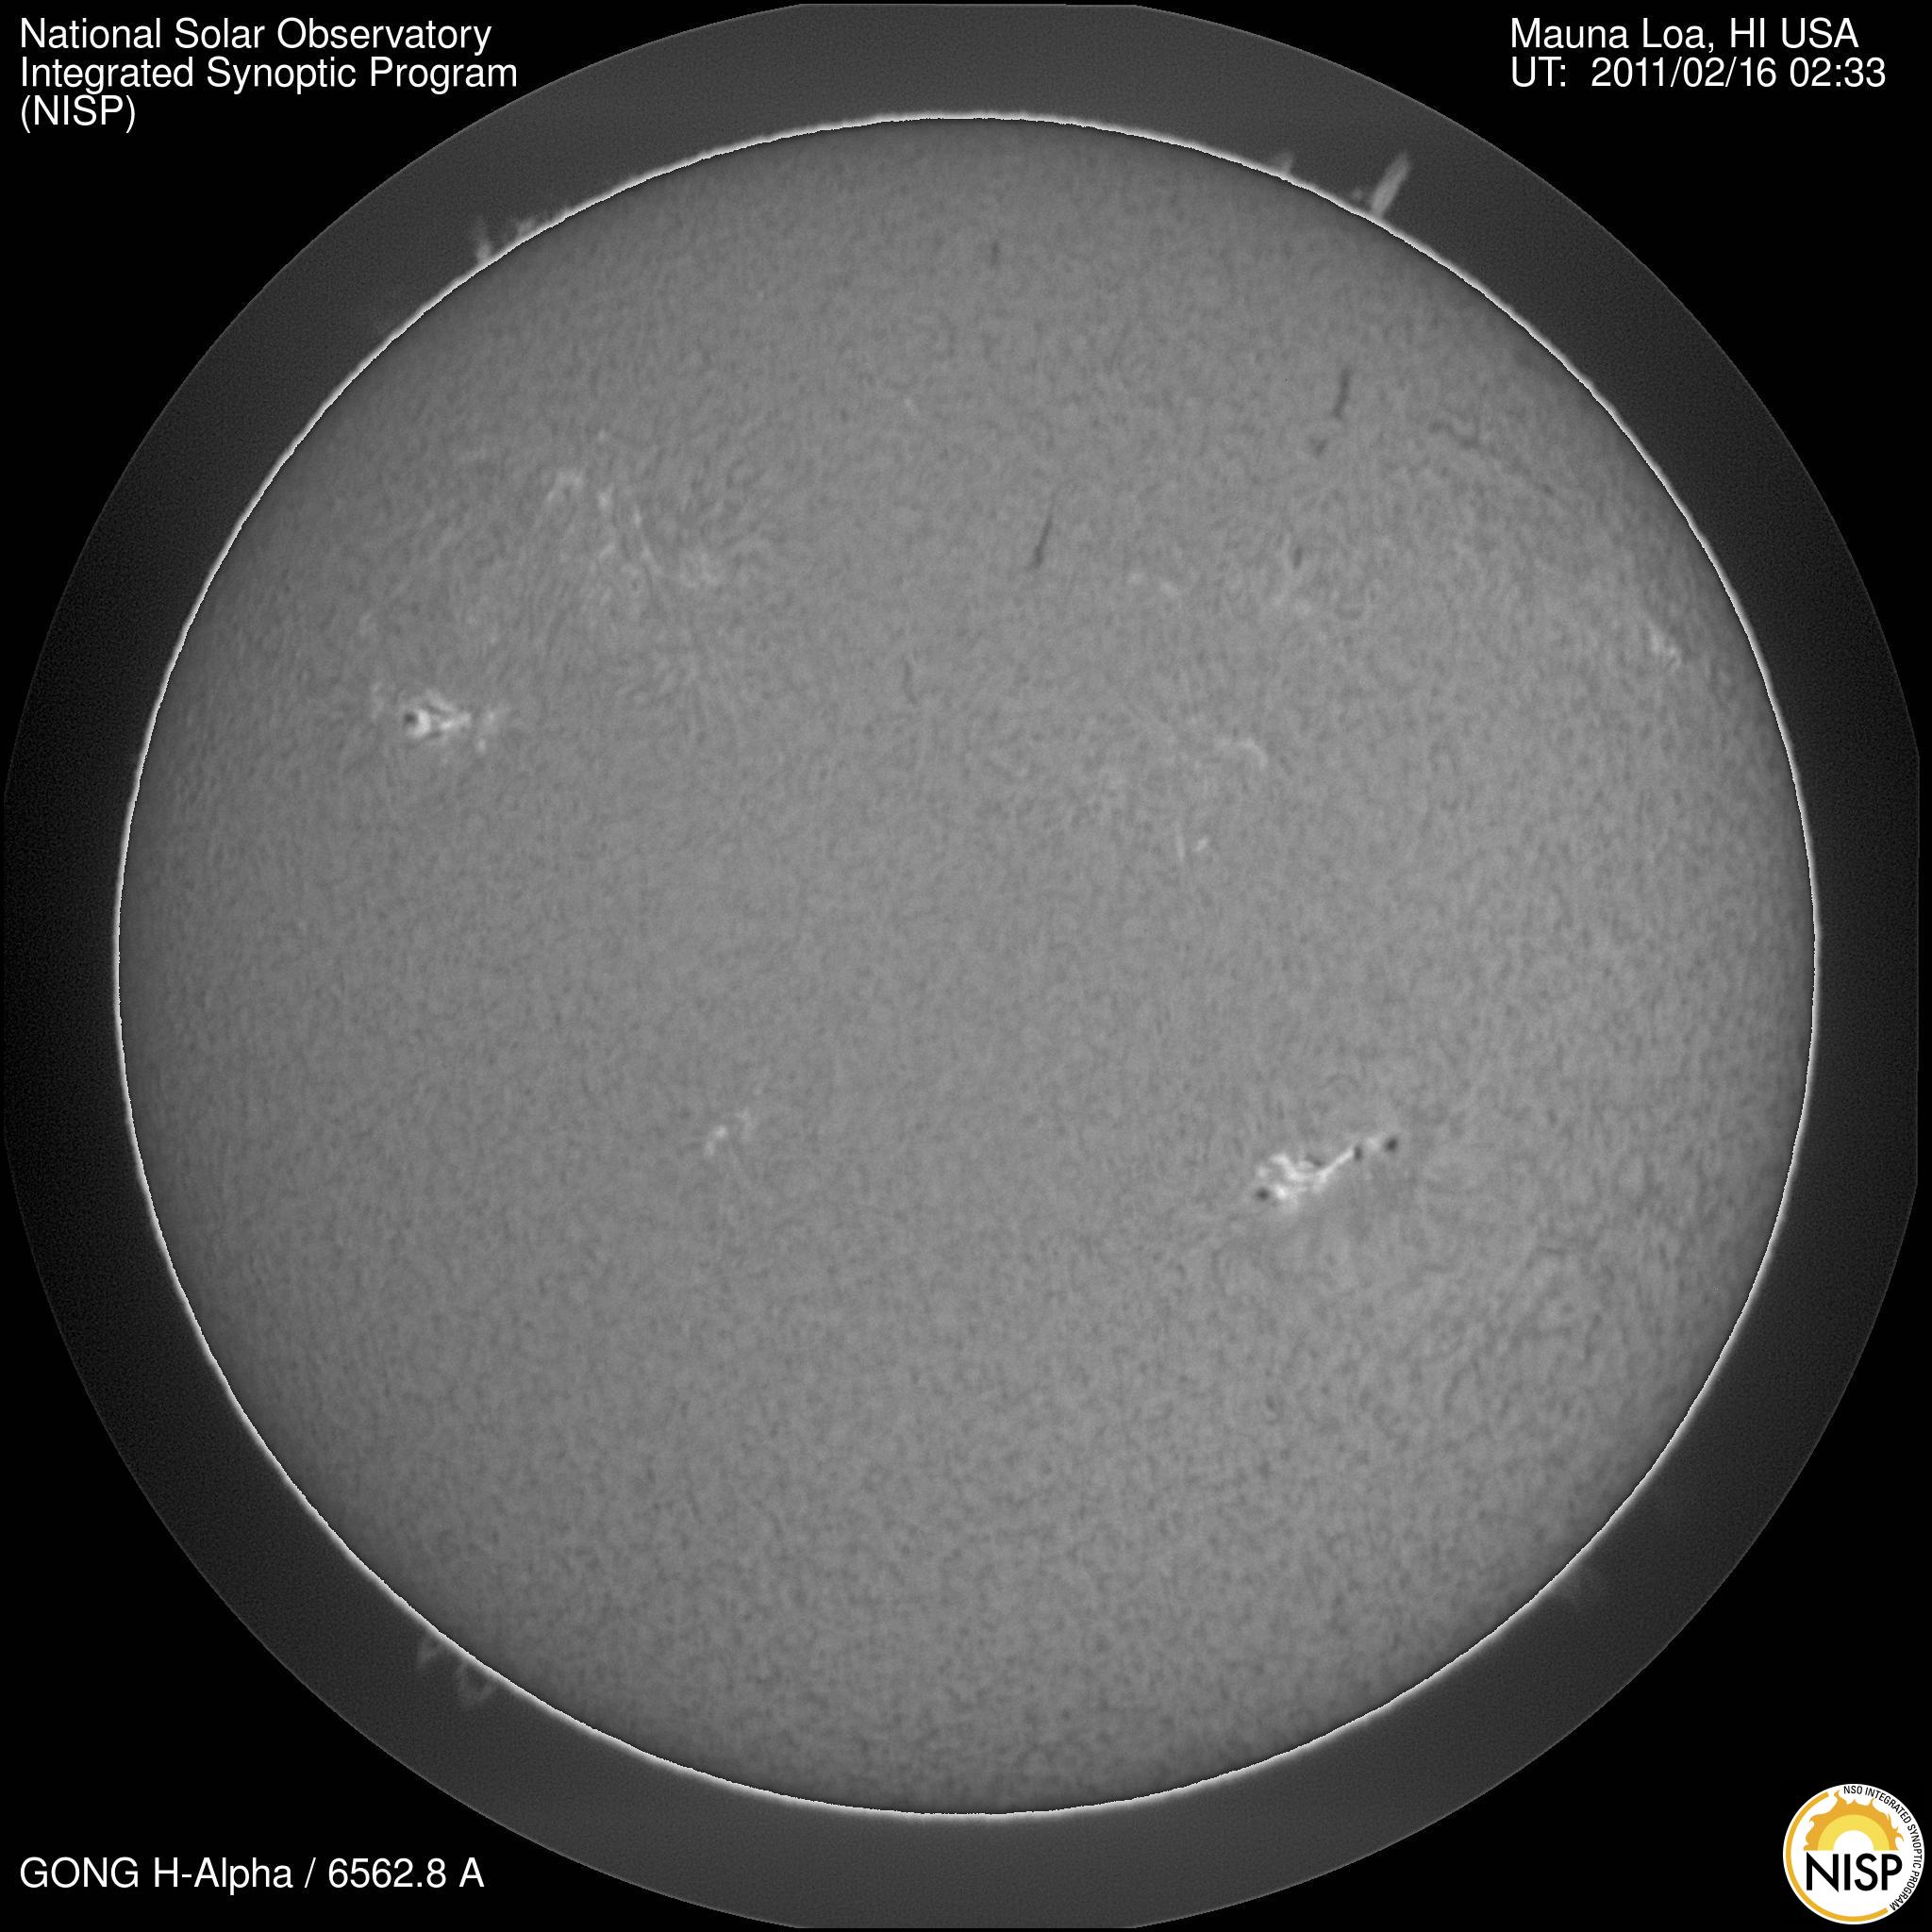 National Solar Observatory
Integrated Synoptic Program
(NISP)
Mauna Loa, HI USA
UT: 2011/02/16 02:33
GONG H-Alpha / 6562.8 A
NSO INTEGRATED SYNOPTIC PROGRAM
NISP